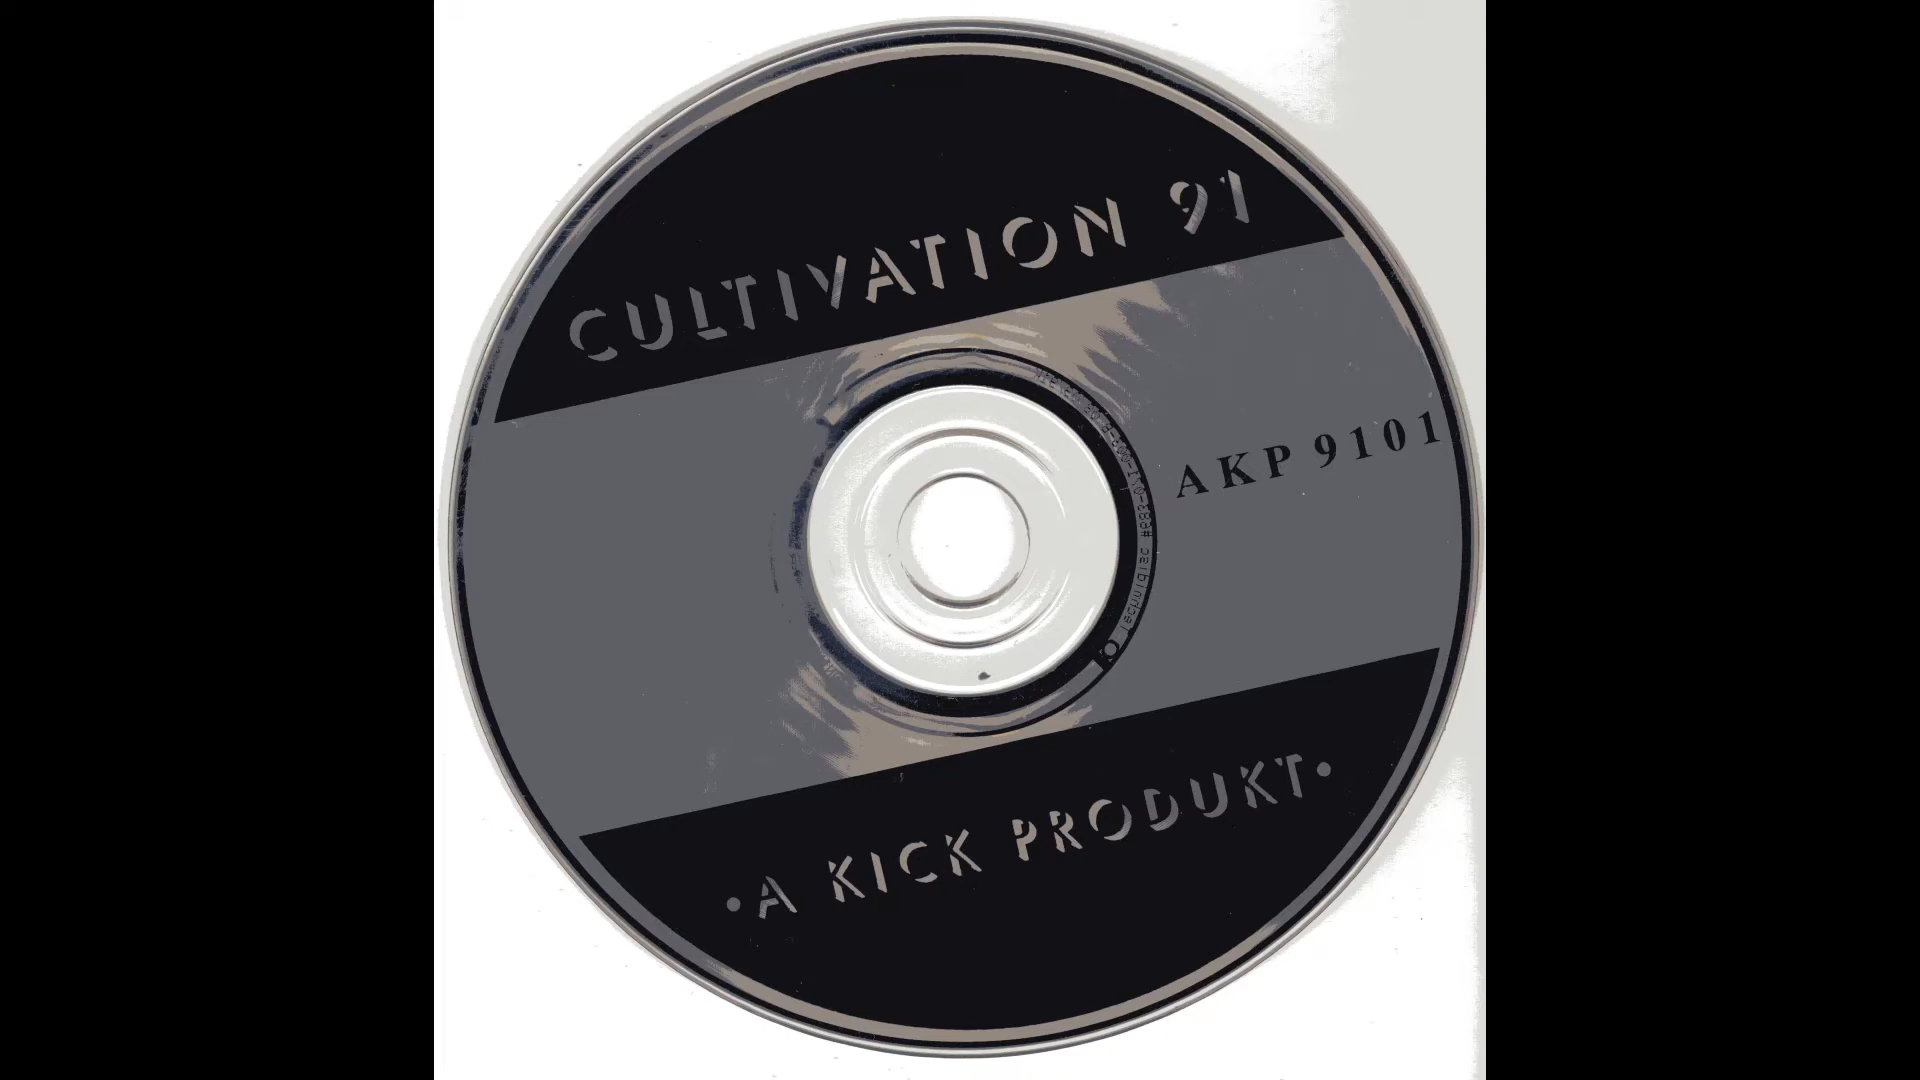 CULTIVATION 91
AKP 9101
•A KICK PRODUKT•